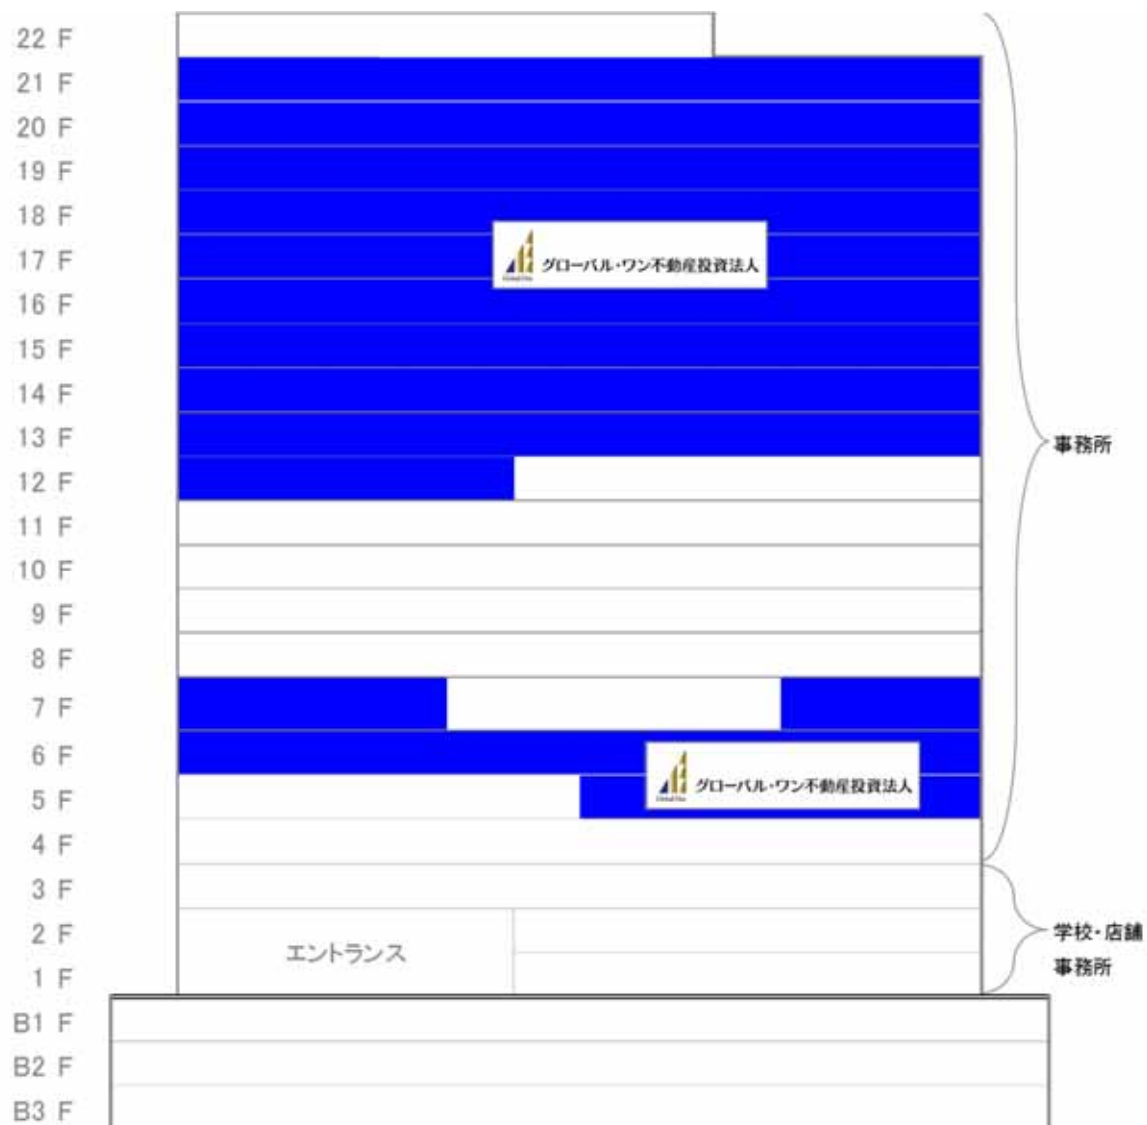 22 F
21 F
20 F
19 F
18 F
17 F
グローバル・ワン不動産投資法人
16 F
15 F
14 F
13 F
事務所
12 F
11 F
10 F
9 F
8 F
7 F
6 F
5 F
グローバル・ワン不動産投資法人
4 F
3 F
2 F
学校・店舗
エントランス
事務所
1 F
B1 F
B2 F
B3 F